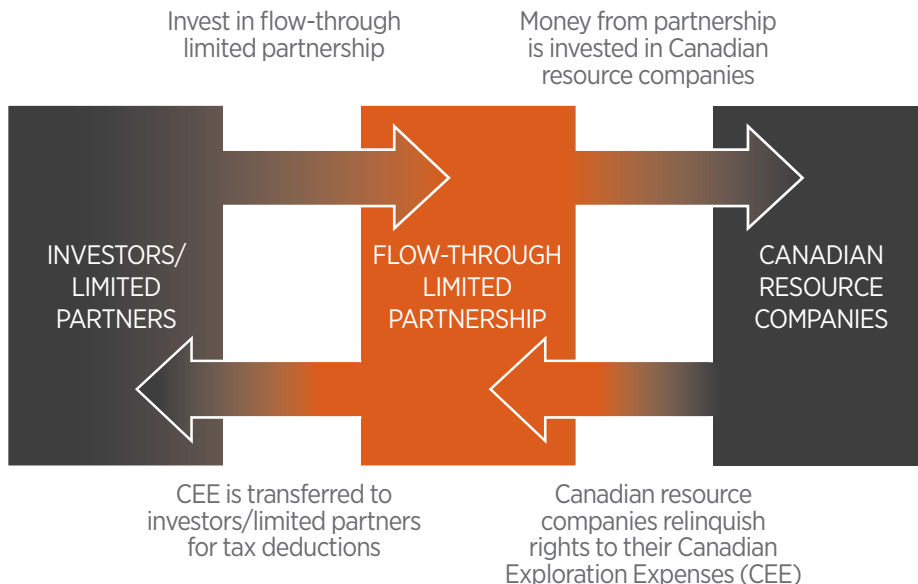 Invest in flow-through
limited partnership
Money from partnership
is invested in Canadian
resource companies
INVESTORS/
LIMITED
PARTNERS
FLOW-THROUGH
LIMITED
PARTNERSHIP
CANADIAN
RESOURCE
COMPANIES
CEE is transferred to
investors/limited partners
for tax deductions
Canadian resource
companies relinquish
rights to their Canadian
Exploration Expenses (CEE)